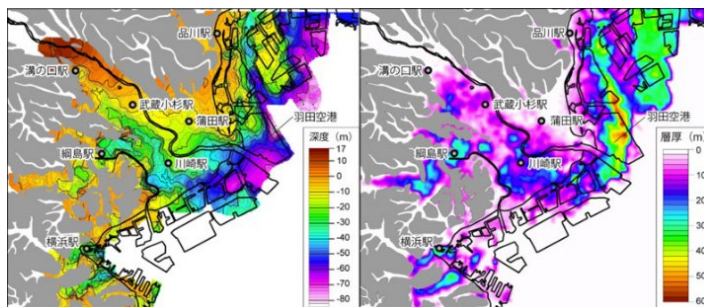 品川駅
溝の口駅
武蔵小杉駅
蒲田駅
羽田空港
綱島駅
川崎駅
横浜駅
深度 (m)
17
10
0
-10
-20
-30
-40
-50
-60
-70
-80
品川駅
溝の口駅
武蔵小杉駅
蒲田駅
羽田空港
綱島駅
川崎駅
横浜駅
層厚 (m)
0
10
20
30
40
50
60